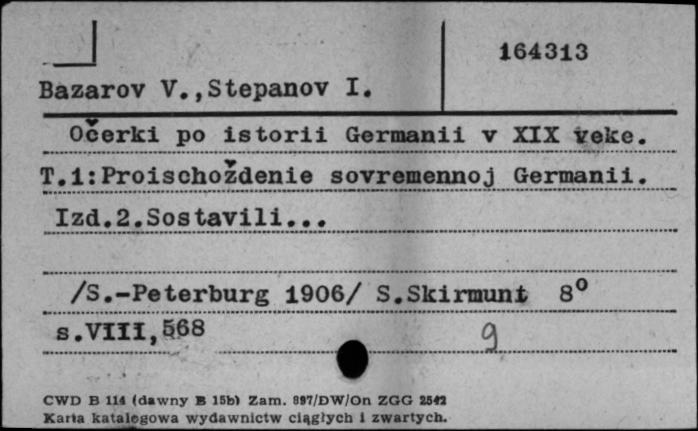 164313
Bazarov V.,Stepanov I.
Očerki po istorii Germanii v XIX veke.
T.1:Proischoždenie sovremennoj Germanii.
Izd.2.Sostavili...
/S.-Peterburg 1906/ S.Skirmunt 8º
s.VIII,568
9
CWD B 114 (dawny B 15b) Zam. 897/DW/On ZGG 2542
Karta katalogowa wydawnictw ciągłych i zwartych.